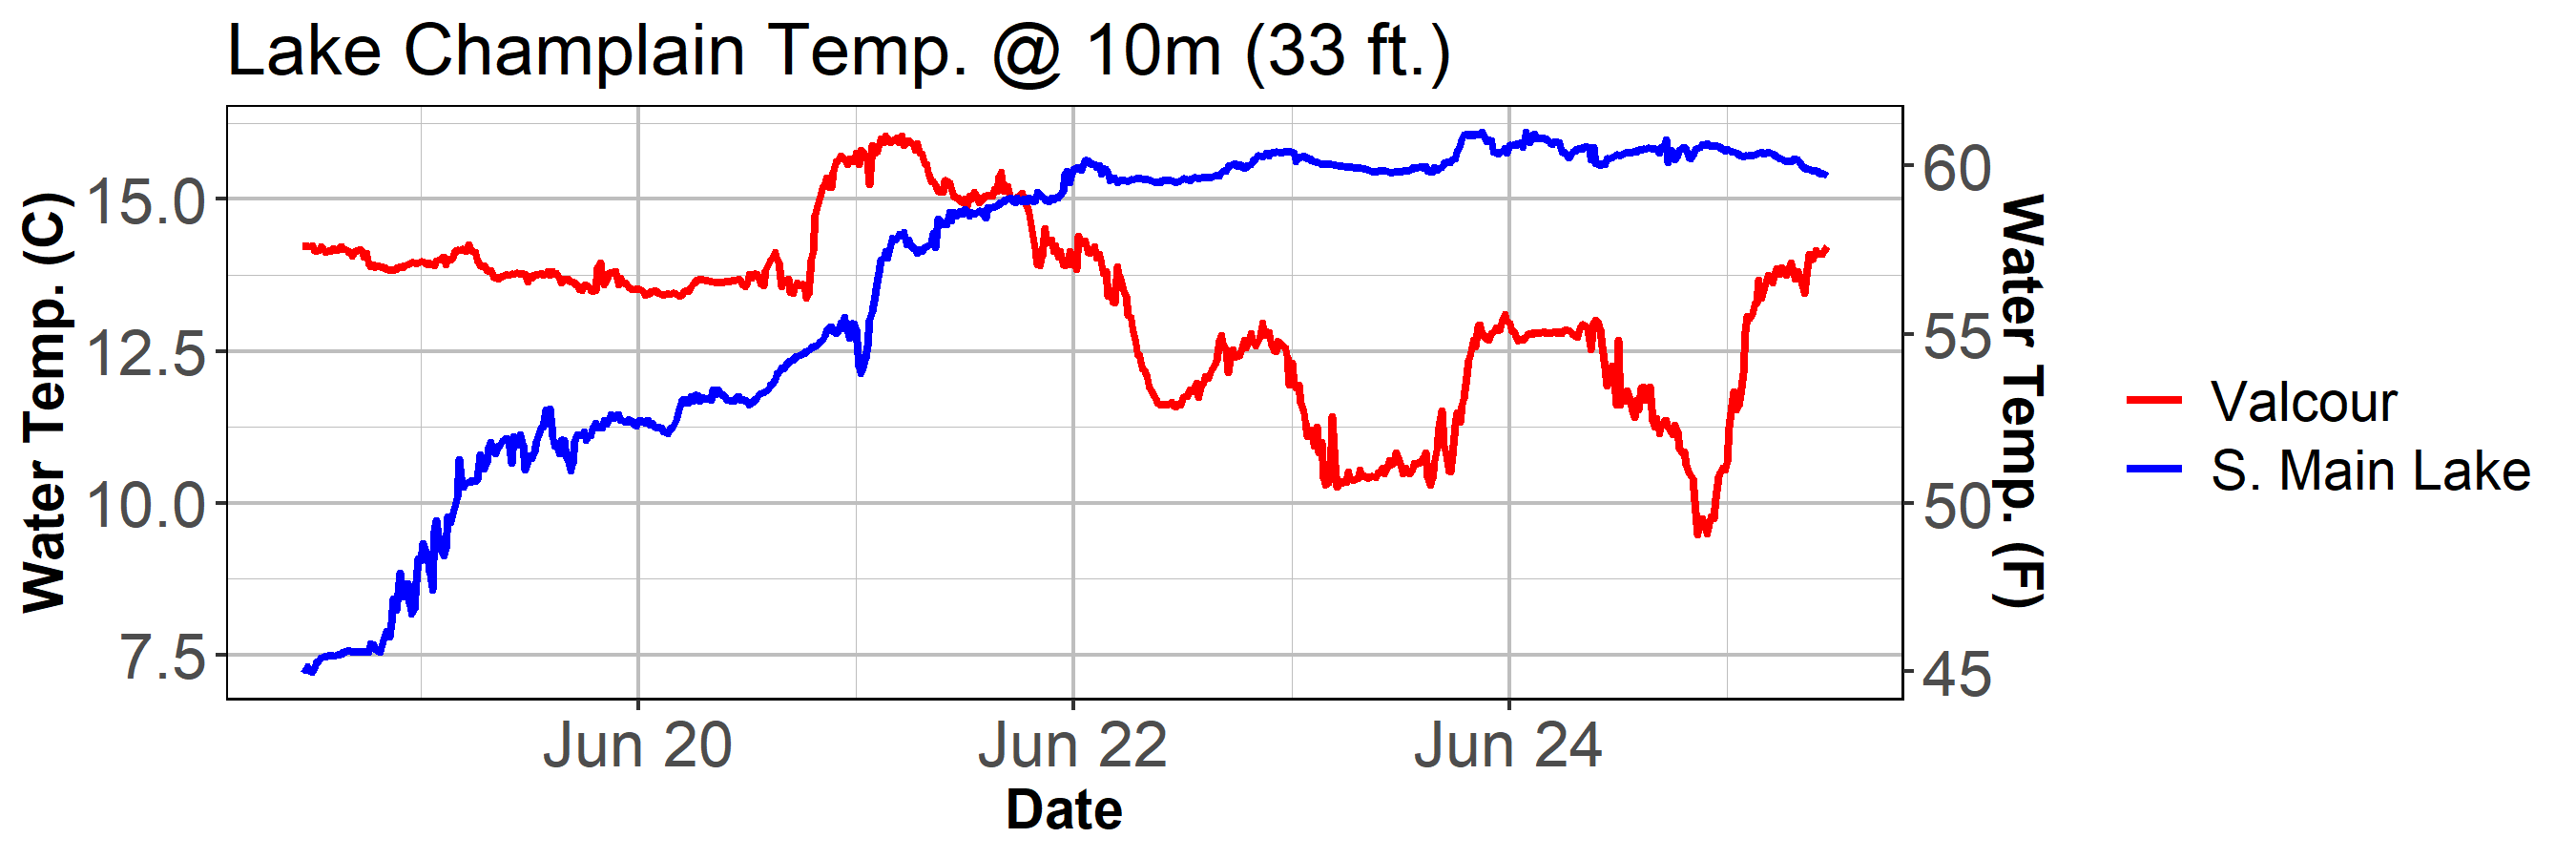 Lake Champlain Temp. @ 10m (33 ft.)
Water Temp. (C)
15.0
12.5
10.0
7.5
60
55
50
45
Water Temp. (F)
Jun 20
Jun 22
Jun 24
Date
Valcour
S. Main Lake